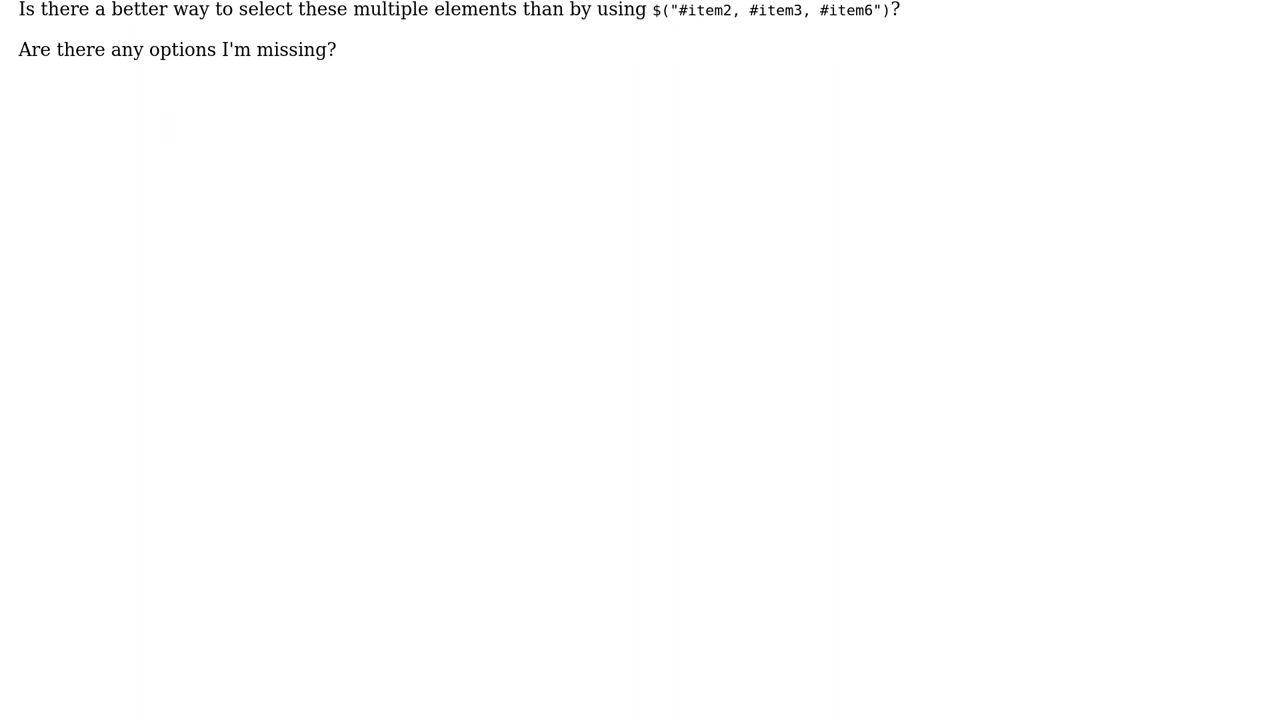 Is there a better way to select these multiple elements than by using $("#item2, #item3, #item6")?
Are there any options I'm missing?